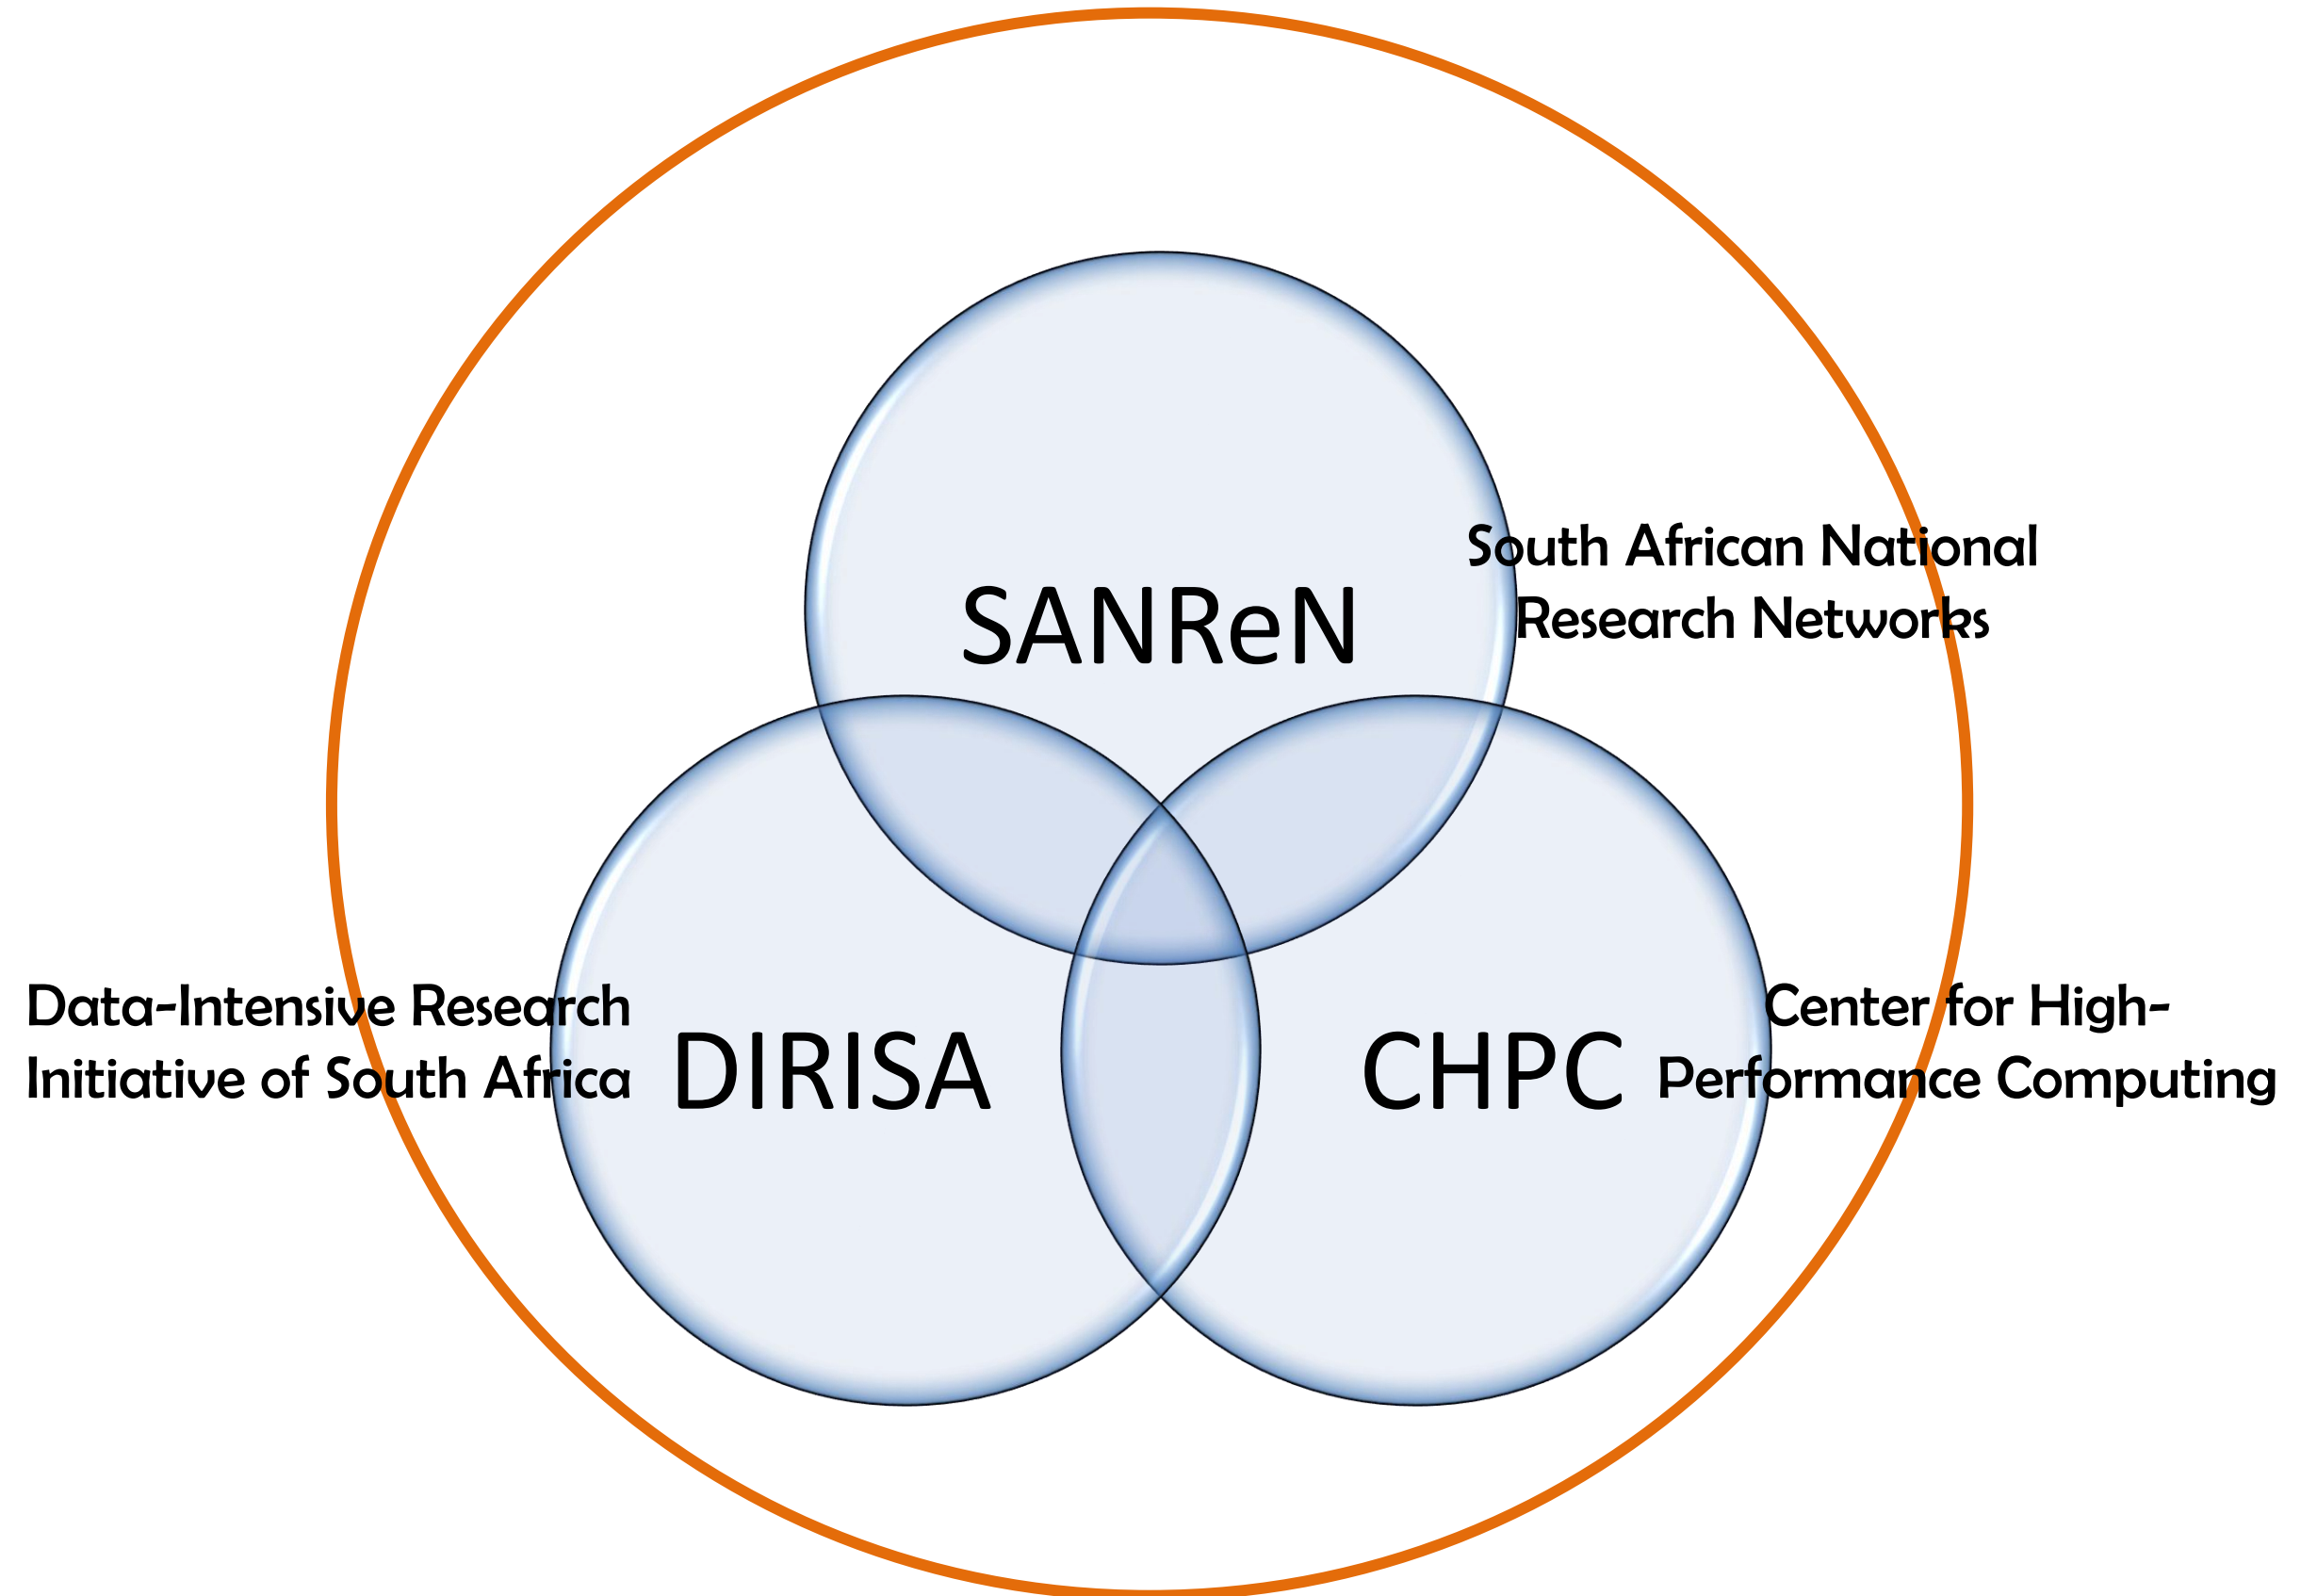 South African National
Research Networks
SANReN
Data-Intensive Research
Initiative of South Africa
DIRISA
CHPC
Center for High-
Performance Computing